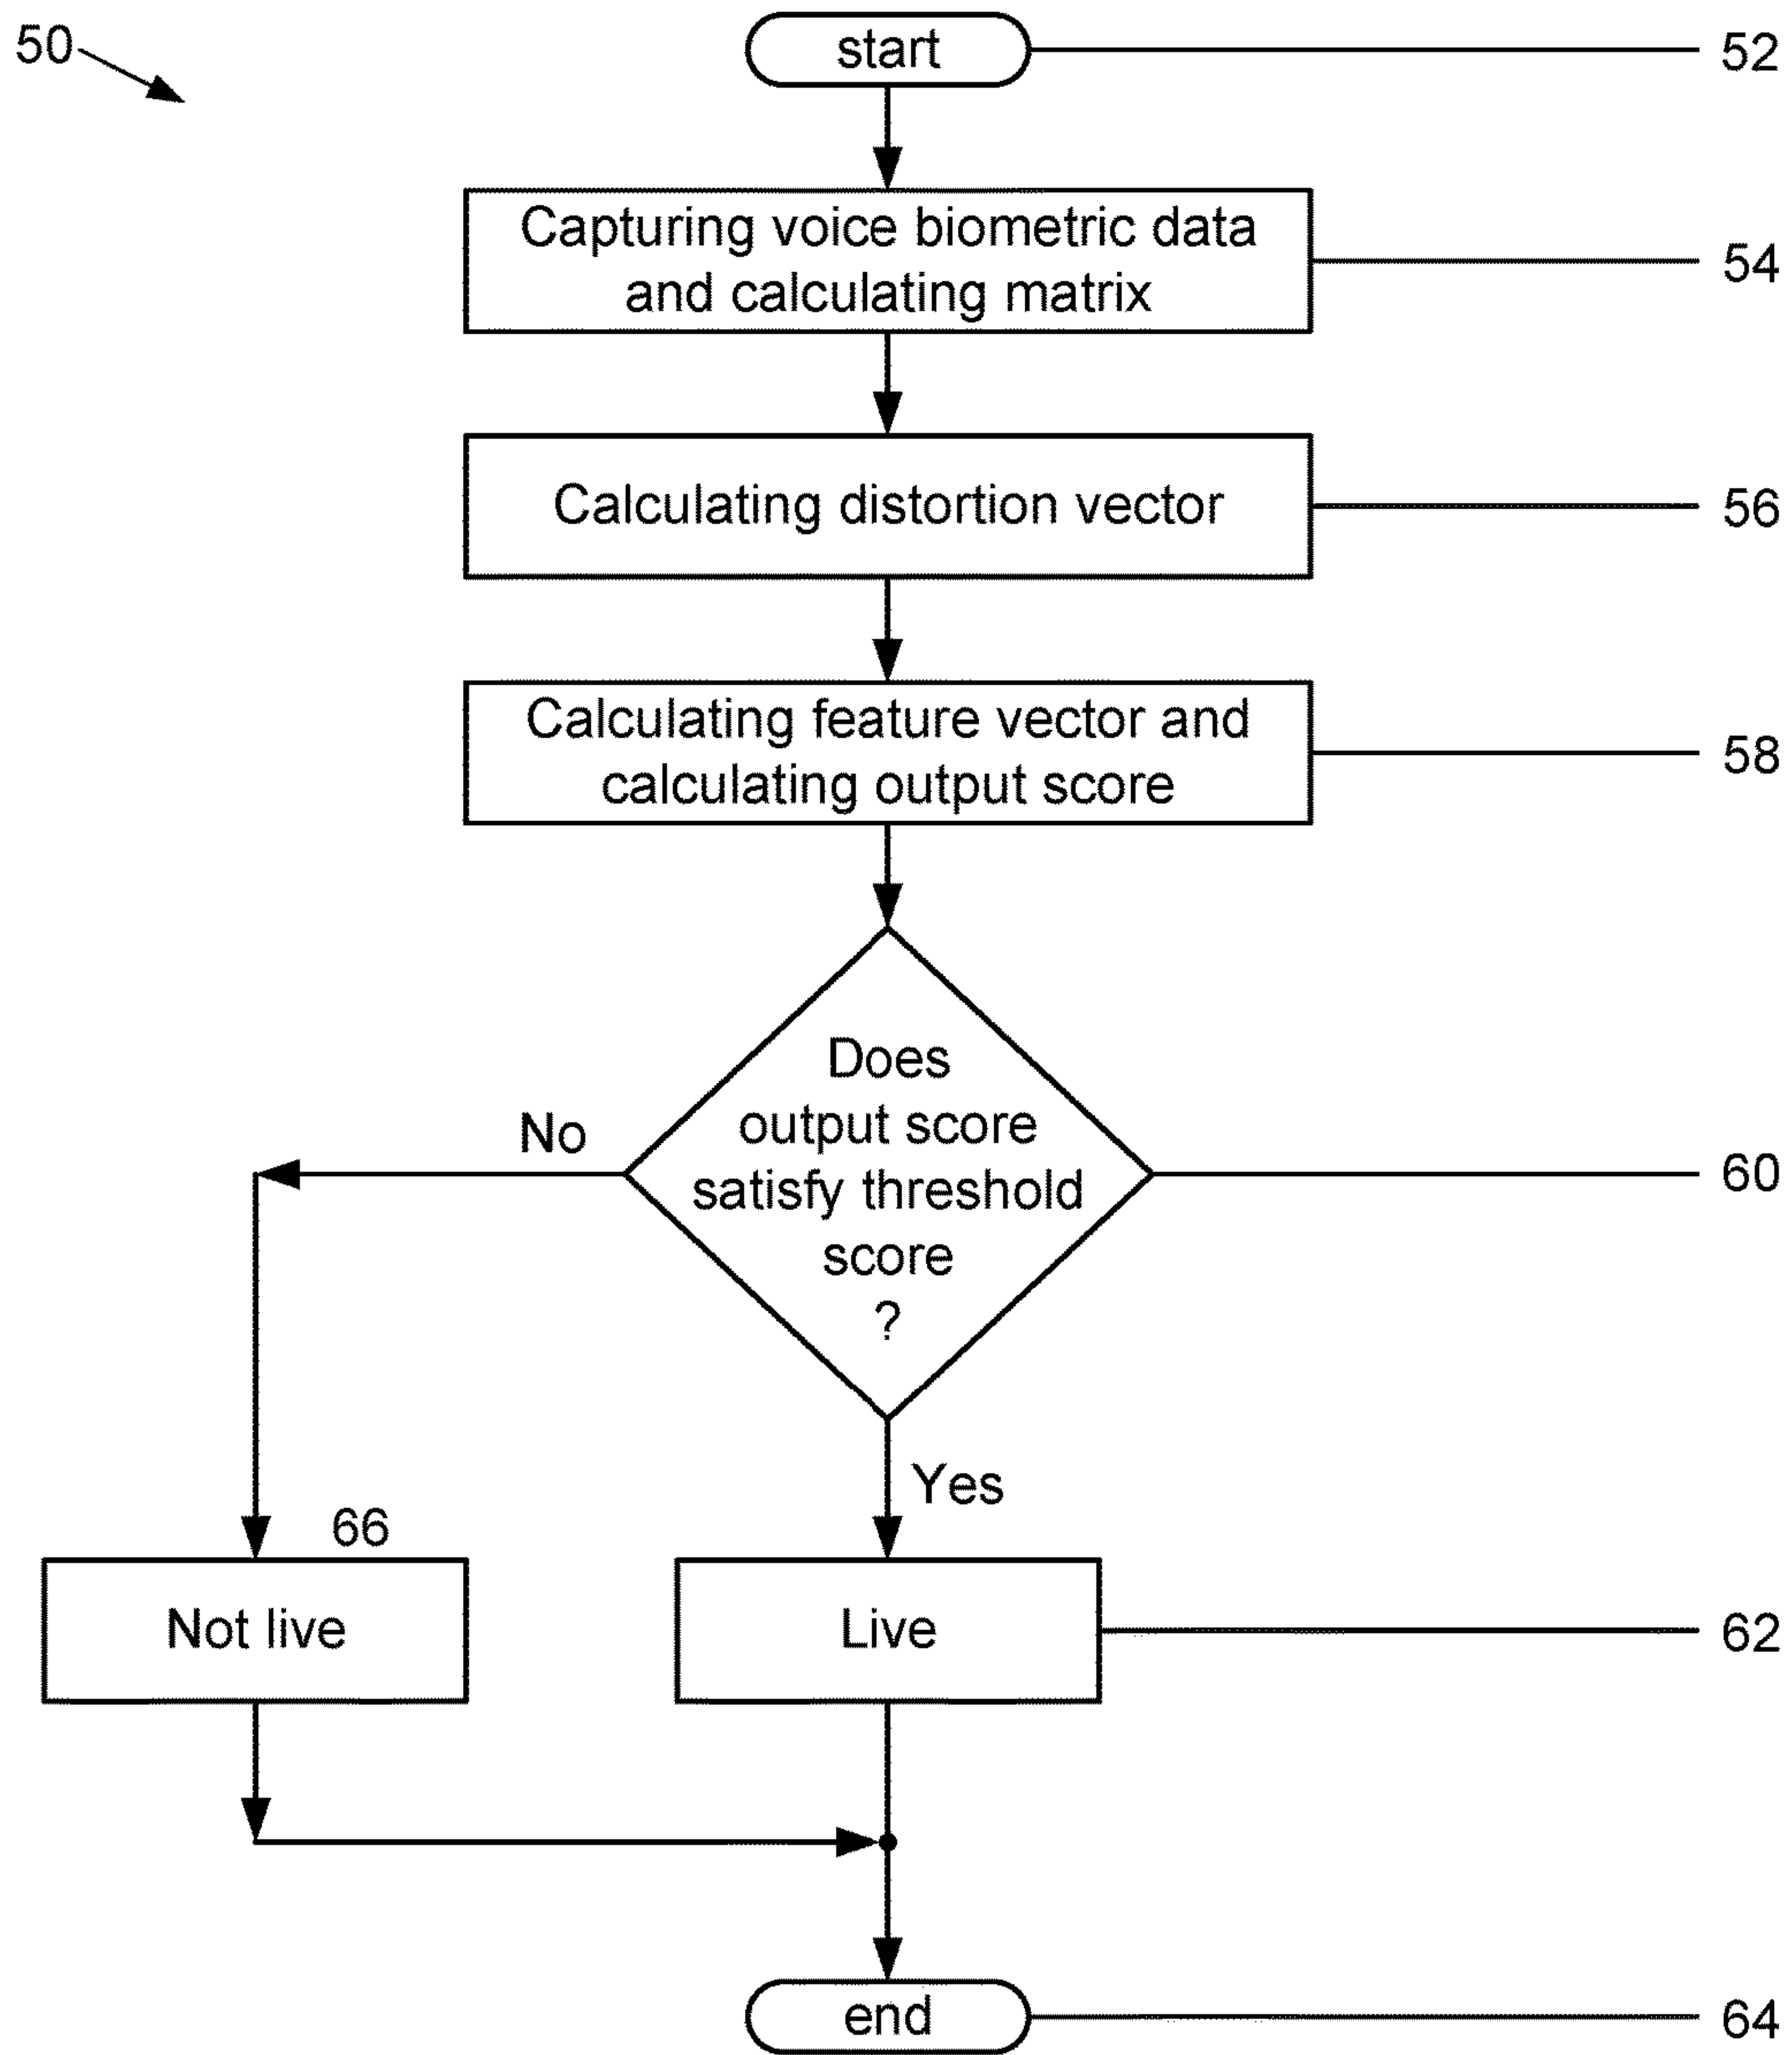 50
start
52
Capturing voice biometric data
and calculating matrix
54
Calculating distortion vector
56
Calculating feature vector and
calculating output score
58
Does
output score
satisfy threshold
score
?
No
60
Yes
66
Not live
Live
62
end
64